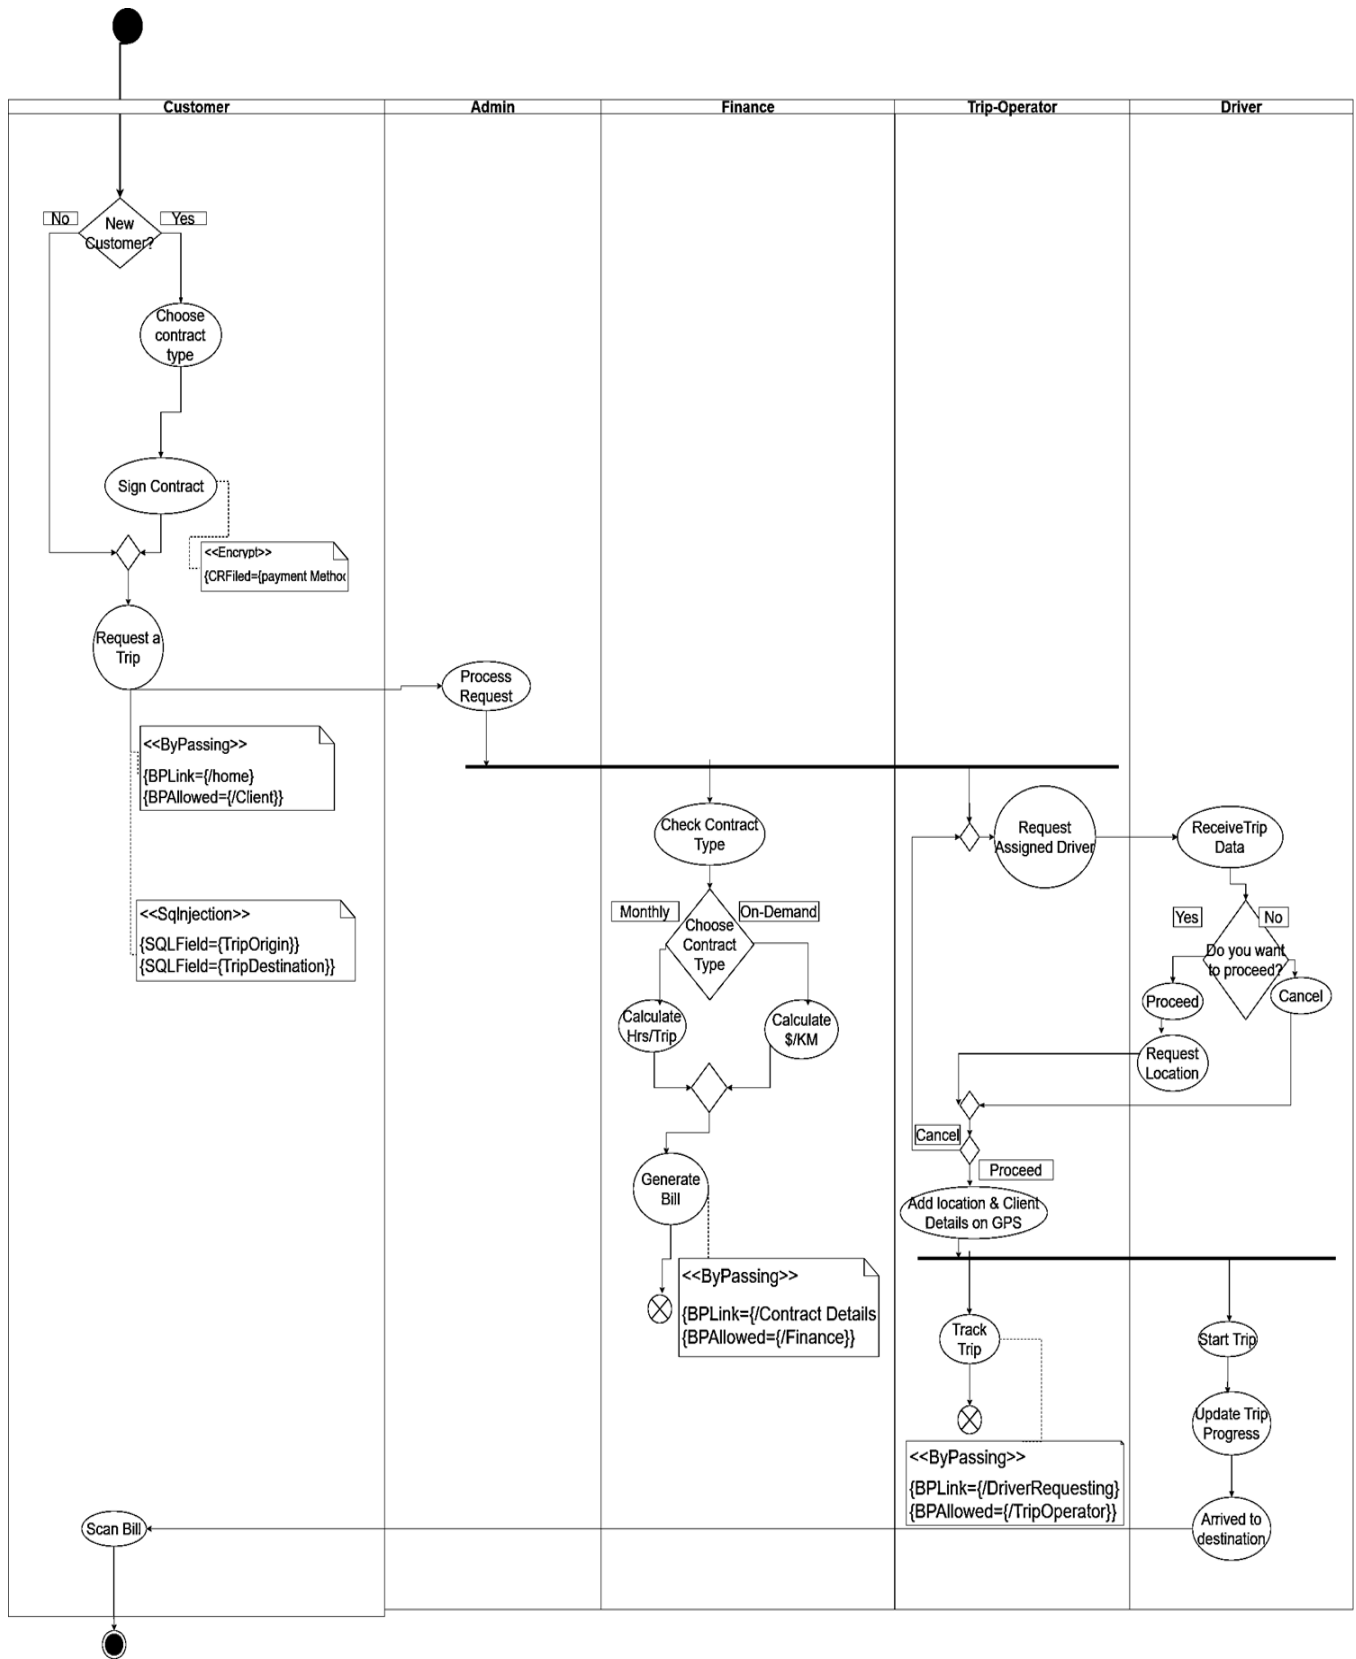 Customer
Admin
Finance
Trip-Operator
Driver
No
New
Customer?
Yes
Choose
contract
type
Sign Contract
<<Encrypt>>
{CRFiled={payment Method
Request a
Trip
Process
Request
<<ByPassing>>
{BPLink={/home}
{BPAllowed={/Client}}
<<SqInjection>>
{SQLField={TripOrigin}}
{SQLField={TripDestination}}
Check Contract
Type
Monthly
On-Demand
Choose
Contract
Type
Calculate
Hrs/Trip
Calculate
$/KM
Generate
Bill
<<ByPassing>>
{BPLink={/Contract Details
{BPAllowed={/Finance}}
Request
Assigned Driver
ReceiveTrip
Data
Yes
No
Do you want
to proceed?
Proceed
Cancel
Request
Location
Cancel
Proceed
Add location & Client
Details on GPS
Track
Trip
<<ByPassing>>
{BPLink={/DriverRequesting}
{BPAllowed={/TripOperator}}
Start Trip
Update Trip
Progress
Arrived to
destination
Scan Bill